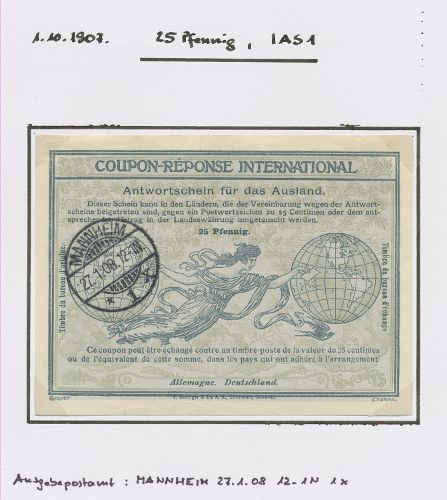 1.10.1907. 25 Pfennig, IAS1
COUPON-RÉPONSE INTERNATIONAL
Antwortschein für das Ausland.
Dieser Schein kann in den Ländern, die der Vereinbarung wegen der Antwort-
scheine beigetreten sind, gegen ein Postwertzeichen zu 25 Centimen oder dem ent-
sprechenden Betrag in der Landeswährung umgetauscht werden.
25 Pfennig.
MANNHEIM
27.1.08. 12-1N
* 1 *
Timbre du bureau d'origine.
Timbre du bureau d'échange
Ce coupon peut être échangé contre un timbre-poste de la valeur de 25 centimes
ou de l'équivalent de cette somme, dans les pays qui ont adhéré à l'arrangement.
Allemagne. Deutschland.
Ausgabepostamt: MANNHEIM 27.1.08 12-1N 1*